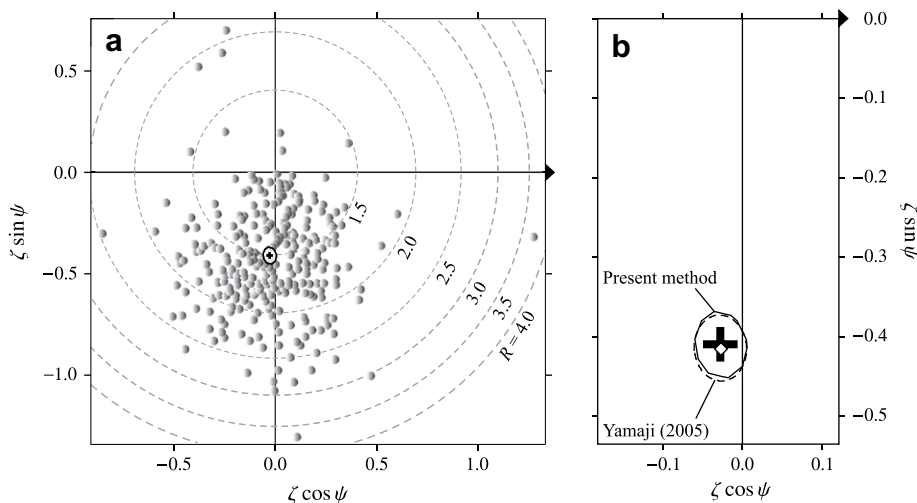 a
0.5
0.0
−0.5
−1.0
ζ sin ψ
1.5
2.0
2.5
3.0
3.5
R = 4.0
−0.5
0.0
0.5
1.0
ζ cos ψ
b
0.0
−0.1
−0.2
−0.3
−0.4
−0.5
ζ sin ψ
Present method
Yamaji (2005)
−0.1
0.0
0.1
ζ cos ψ